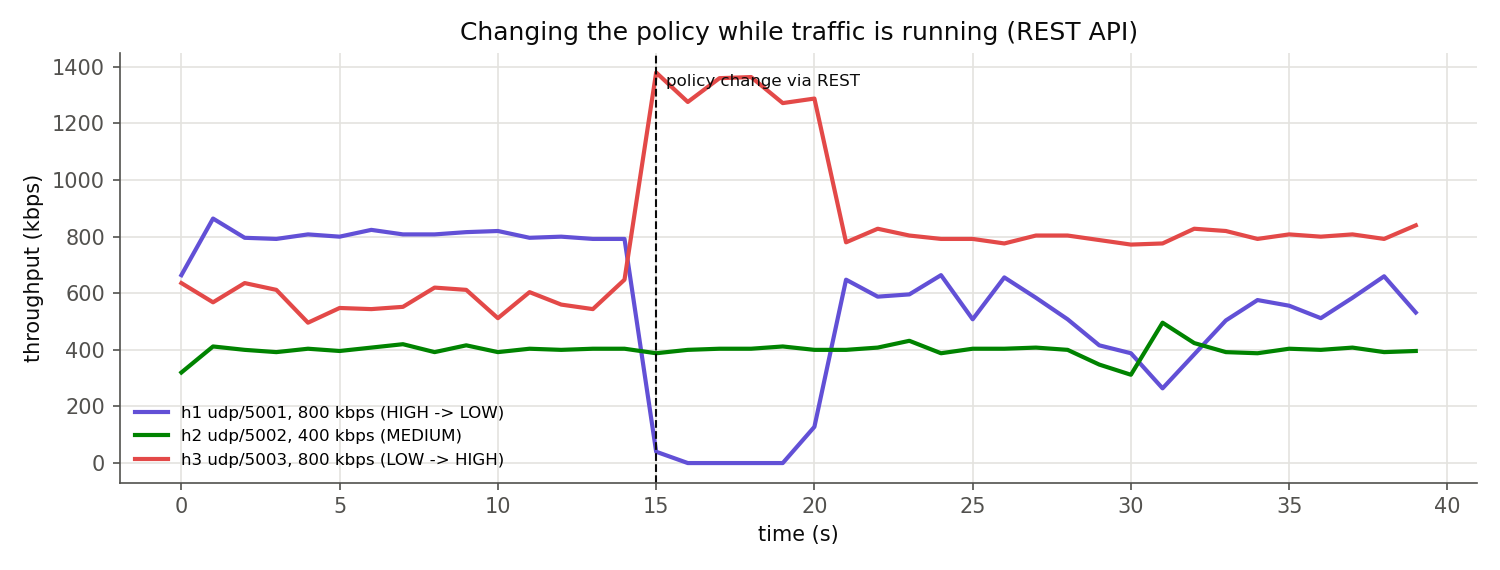 Changing the policy while traffic is running (REST API)
throughput (kbps)
1400
1200
1000
800
600
400
200
0
policy change via REST
h1 udp/5001, 800 kbps (HIGH -> LOW)
h2 udp/5002, 400 kbps (MEDIUM)
h3 udp/5003, 800 kbps (LOW -> HIGH)
0 5 10 15 20 25 30 35 40
time (s)